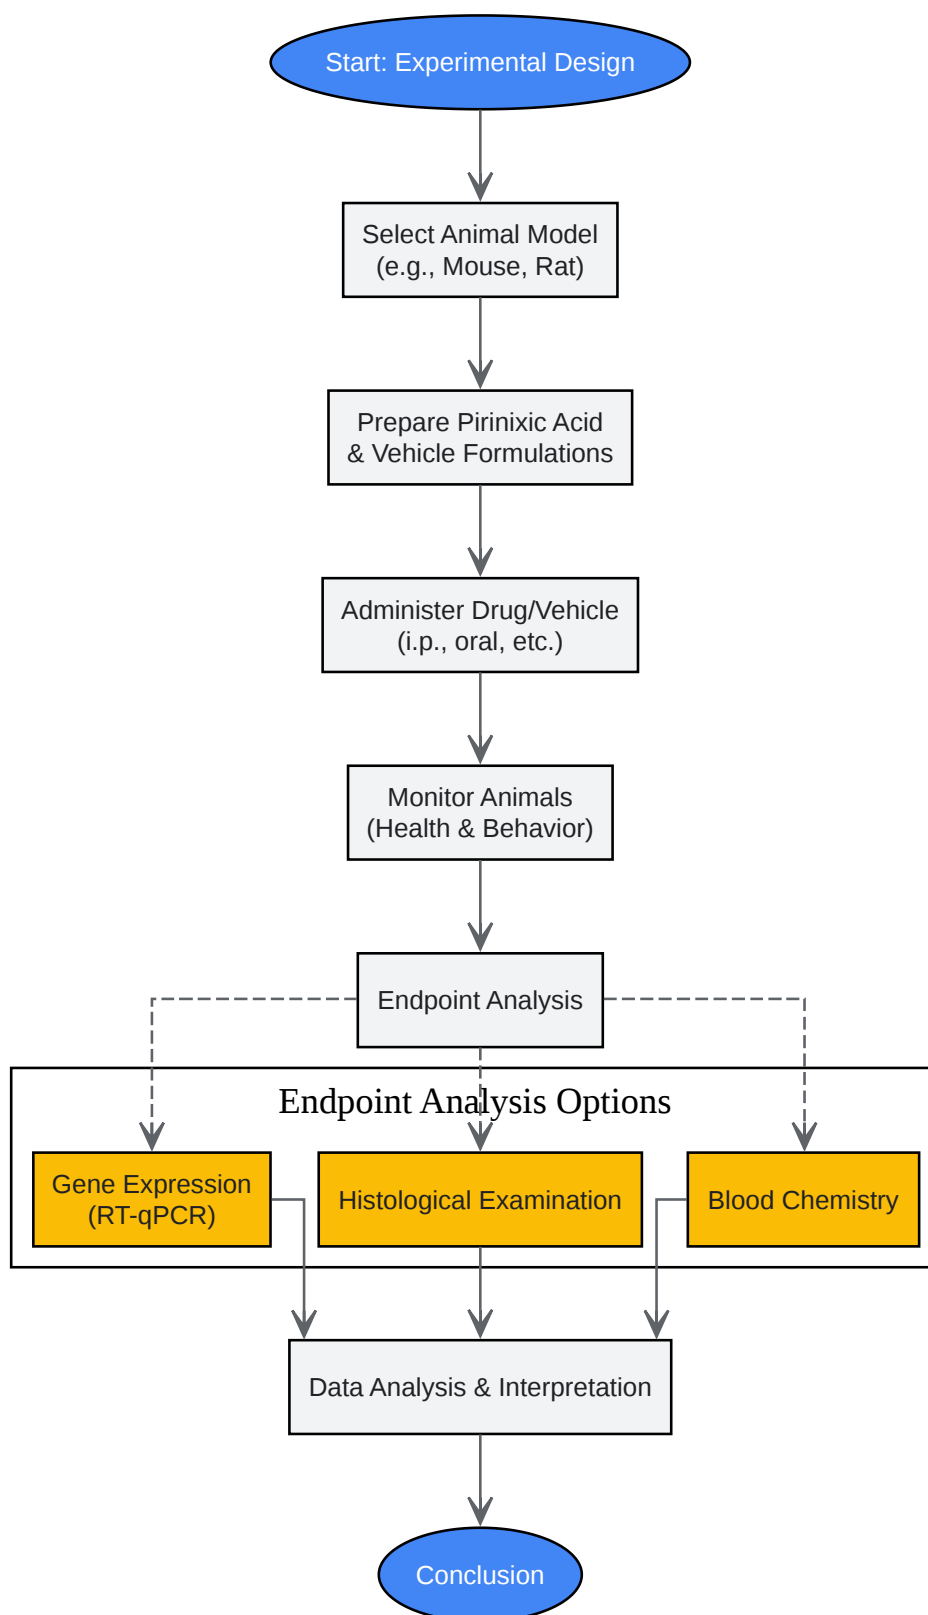 Start: Experimental Design
Select Animal Model
(e.g., Mouse, Rat)
Prepare Pirinixic Acid
& Vehicle Formulations
Administer Drug/Vehicle
(i.p., oral, etc.)
Monitor Animals
(Health & Behavior)
Endpoint Analysis
Endpoint Analysis Options
Gene Expression
(RT-qPCR)
Histological Examination
Blood Chemistry
Data Analysis & Interpretation
Conclusion